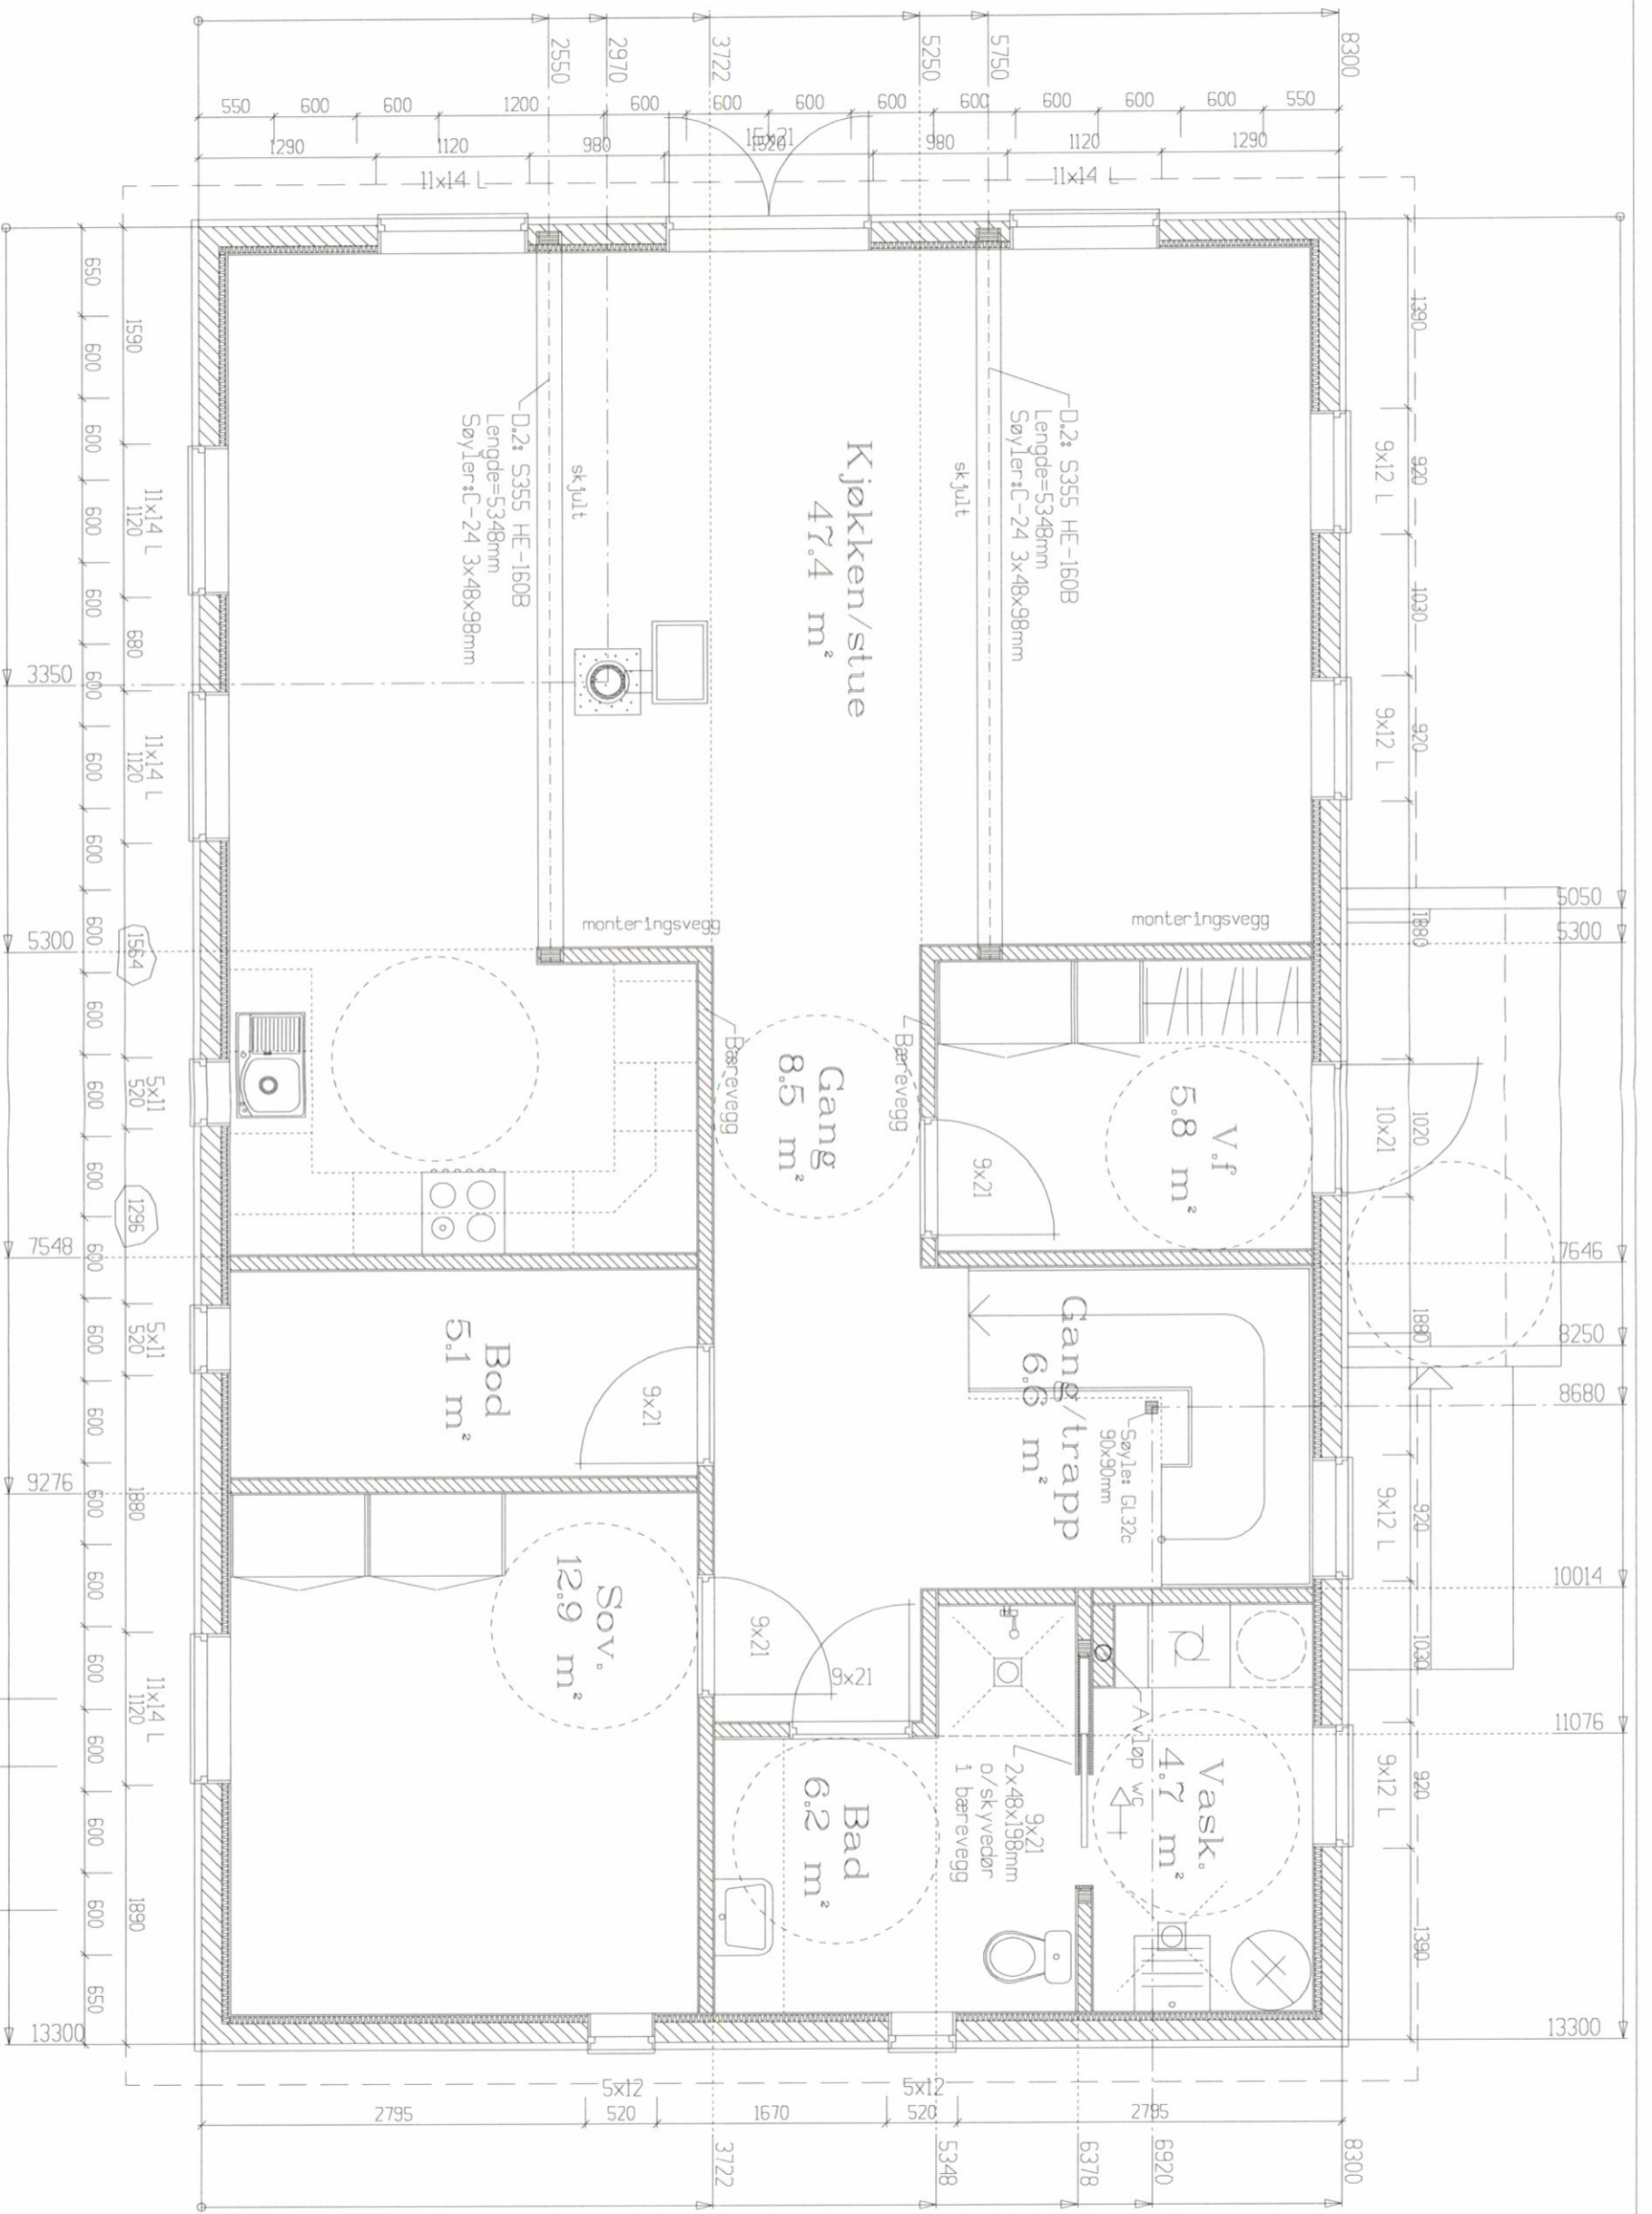 2550
2970
3722
5250
5750
8300
550 600 600 1200 600 600 600 600 600 600 600 600 550
1290 1120 980 1520 980 1120 1290
15x21
11x14 L
11x14 L
650 600 600 600 600 600 600 600 600 600 600 600 600 600 600 600 600 600 600 600 600 650
1590 1120 680 1120 1564 520 1296 520 1880 1120 1890
11x14 L
11x14 L
5x11
5x11
11x14 L
3350
5300
7548
9276
13300
1390 920 1030 920 1880 1020 1880 920 1030 920 1390
9x12 L
9x12 L
10x21
9x12 L
9x12 L
5050
5300
7646
8250
8680
10014
11076
13300
D.2: S355 HE-160B
Lengde=5348mm
Søyler:C-24 3x48x98mm
skjult
D.2: S355 HE-160B
Lengde=5348mm
Søyler:C-24 3x48x98mm
skjult
Kjøkken/stue
47.4 m²
monteringsvegg
monteringsvegg
Bærevegg
Bærevegg
Gang
8.5 m²
V.f
5.8 m²
9x21
Gang/trapp
6.6 m²
Søyle: GL32c
90x90mm
Bod
5.1 m²
9x21
Sov.
12.9 m²
9x21
9x21
Bad
6.2 m²
9x21
2x48x198mm
o/skyvedør
i bærevegg
Avløp wc
Vask.
4.7 m²
5x12
5x12
2795 520 1670 520 2795
3722
5348
6378
6920
8300